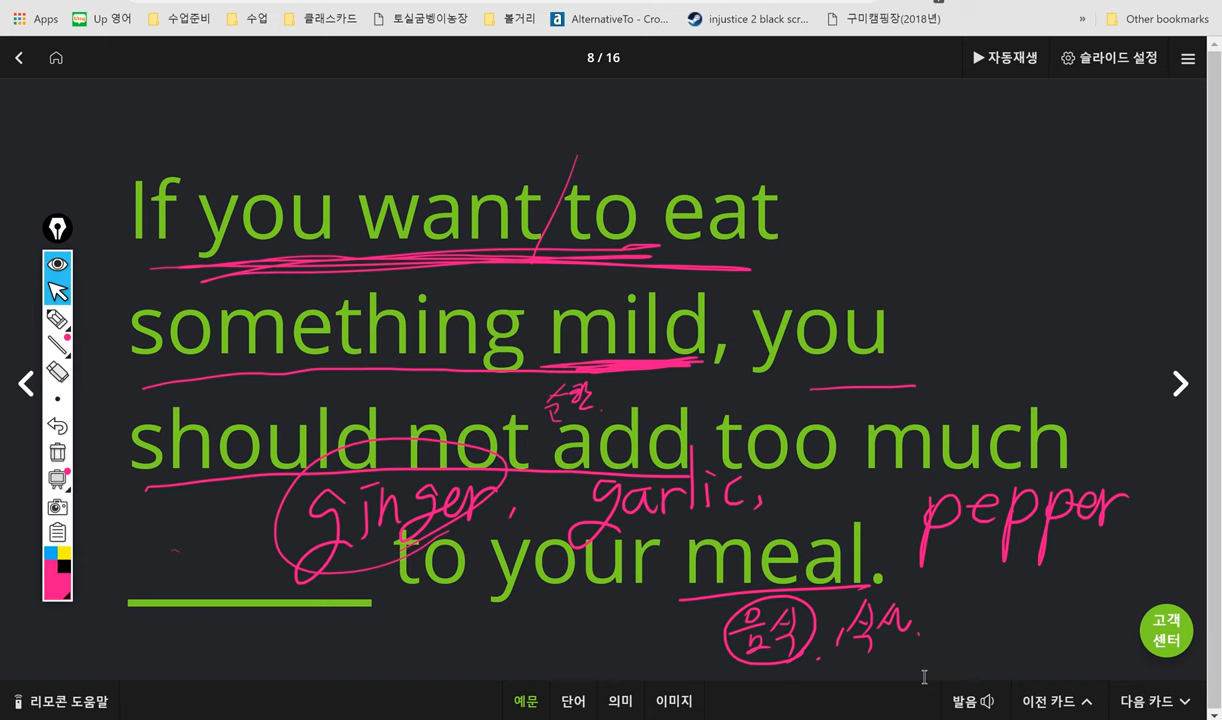 Apps Up 영어 수업준비 수업 클래스카드 토실굼벵이농장 볼거리 AlternativeTo - Cro... injustice 2 black scr... 구미캠핑장(2018년) » Other bookmarks
8 / 16 자동재생 슬라이드 설정
If you want to eat
something mild, you
순한.
should not add too much
ginger, garlic, pepper
to your meal.
음식. , 식사.
고객
센터
리모콘 도움말 예문 단어 의미 이미지 발음 이전 카드 다음 카드